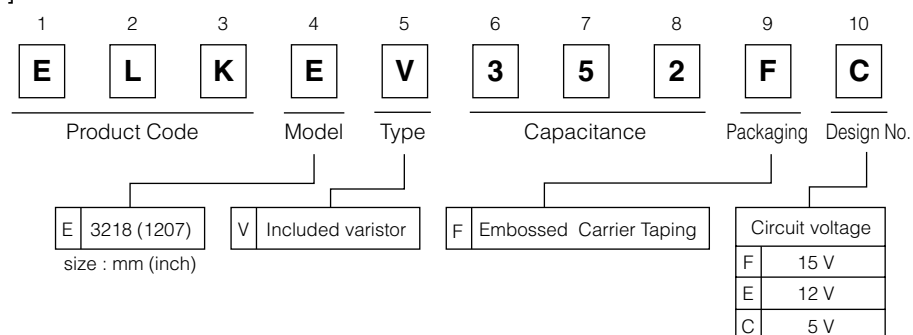 ]
1 2 3 4 5 6 7 8 9 10
E L K E V 3 5 2 F C
Product Code Model Type Capacitance Packaging Design No.
E 3218 (1207) V Included varistor F Embossed Carrier Taping Circuit voltage
size : mm (inch) F 15 V
E 12 V
C 5 V